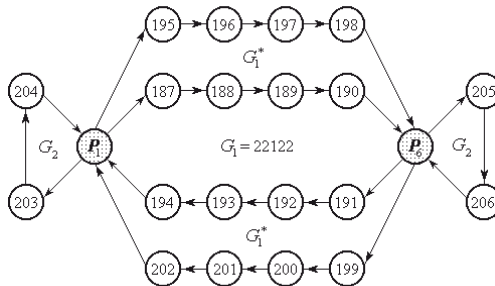 195 196 197 198
G₁*
204 187 188 189 190 205
G₂ P₁ G₁ = 22122 P₆ G₂
203 194 193 192 191 206
G₁*
202 201 200 199